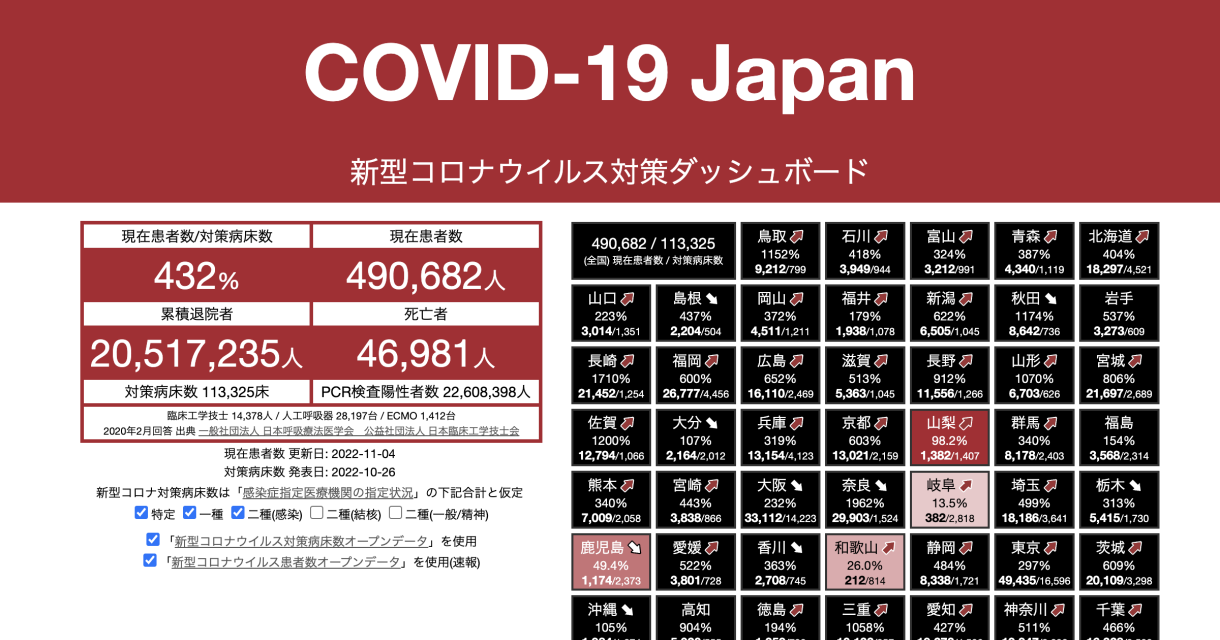 COVID-19 Japan
新型コロナウイルス対策ダッシュボード
現在患者数/対策病床数
現在患者数
432%
490,682人
累積退院者
死亡者
20,517,235人
46,981人
対策病床数 113,325床
PCR検査陽性者数 22,608,398人
臨床工学技士 14,378人 / 人工呼吸器 28,197台 / ECMO 1,412台
2020年2月回答 出典 一般社団法人 日本呼吸療法医学会　公益社団法人 日本臨床工学技士会
現在患者数 更新日: 2022-11-04
対策病床数 発表日: 2022-10-26
新型コロナ対策病床数は「感染症指定医療機関の指定状況」の下記合計と仮定
特定 一種 二種(感染) 二種(結核) 二種(一般/精神)
「新型コロナウイルス対策病床数オープンデータ」を使用
「新型コロナウイルス患者数オープンデータ」を使用(速報)
490,682 / 113,325
(全国) 現在患者数 / 対策病床数
鳥取
1152%
9,212/799
石川
418%
3,949/944
富山
324%
3,212/991
青森
387%
4,340/1,119
北海道
404%
18,297/4,521
山口
223%
3,014/1,351
島根
437%
2,204/504
岡山
372%
4,511/1,211
福井
179%
1,938/1,078
新潟
622%
6,505/1,045
秋田
1174%
8,642/736
岩手
537%
3,273/609
長崎
1710%
21,452/1,254
福岡
600%
26,777/4,456
広島
652%
16,110/2,469
滋賀
513%
5,363/1,045
長野
912%
11,556/1,266
山形
1070%
6,703/626
宮城
806%
21,697/2,689
佐賀
1200%
12,794/1,066
大分
107%
2,164/2,012
兵庫
319%
13,154/4,123
京都
603%
13,021/2,159
山梨
98.2%
1,382/1,407
群馬
340%
8,178/2,403
福島
154%
3,568/2,314
熊本
340%
7,009/2,058
宮崎
443%
3,838/866
大阪
232%
33,112/14,223
奈良
1962%
29,903/1,524
岐阜
13.5%
382/2,818
埼玉
499%
18,186/3,641
栃木
313%
5,415/1,730
鹿児島
49.4%
1,174/2,373
愛媛
522%
3,801/728
香川
363%
2,708/745
和歌山
26.0%
212/814
静岡
484%
8,338/1,721
東京
297%
49,435/16,596
茨城
609%
20,109/3,298
沖縄
105%
高知
904%
徳島
194%
三重
1058%
愛知
427%
神奈川
511%
千葉
466%